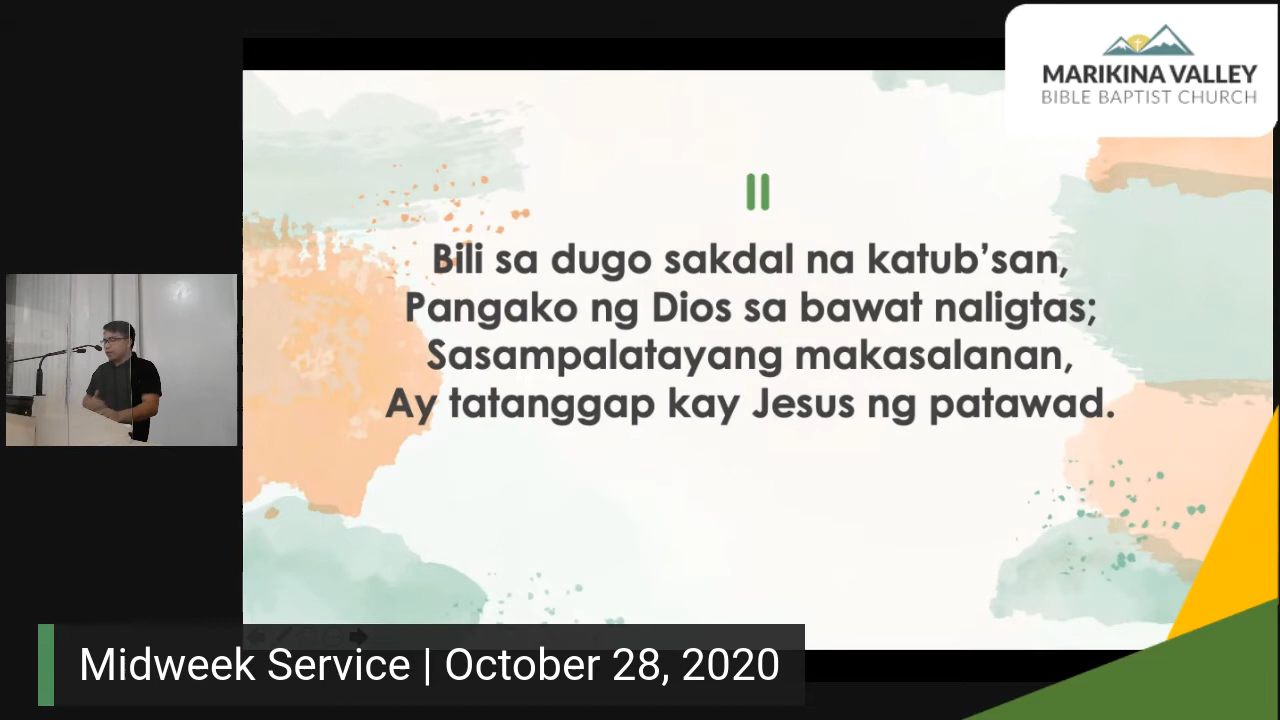 MARIKINA VALLEY
BIBLE BAPTIST CHURCH
II
Bili sa dugo sakdal na katub’san,
Pangako ng Dios sa bawat naligtas;
Sasampalatayang makasalanan,
Ay tatanggap kay Jesus ng patawad.
Midweek Service | October 28, 2020